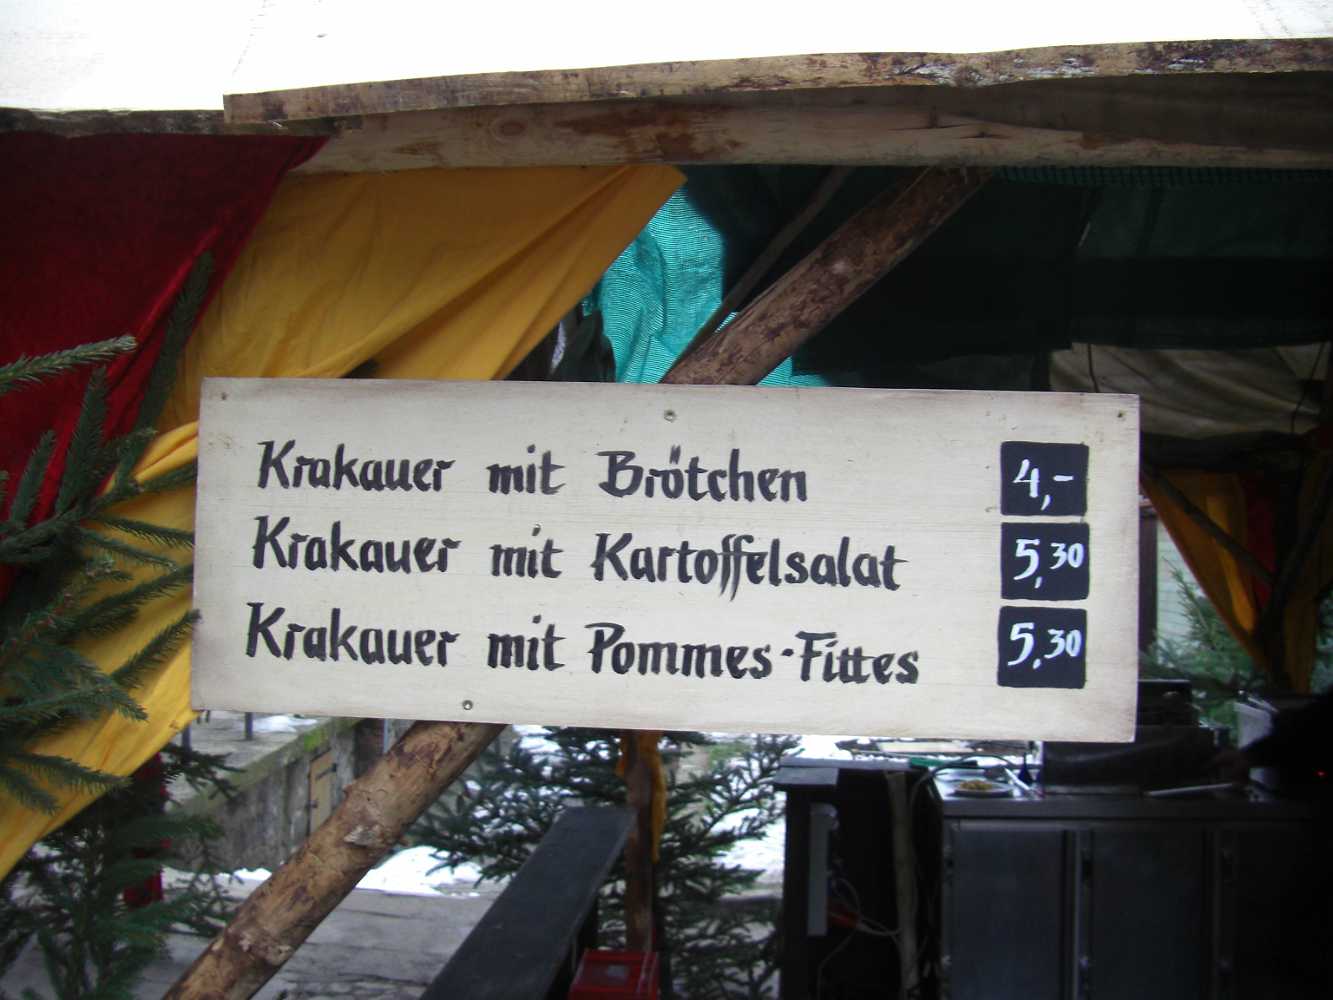 Krakauer mit Brötchen 4,-
Krakauer mit Kartoffelsalat 5,30
Krakauer mit Pommes-Fittes 5,30